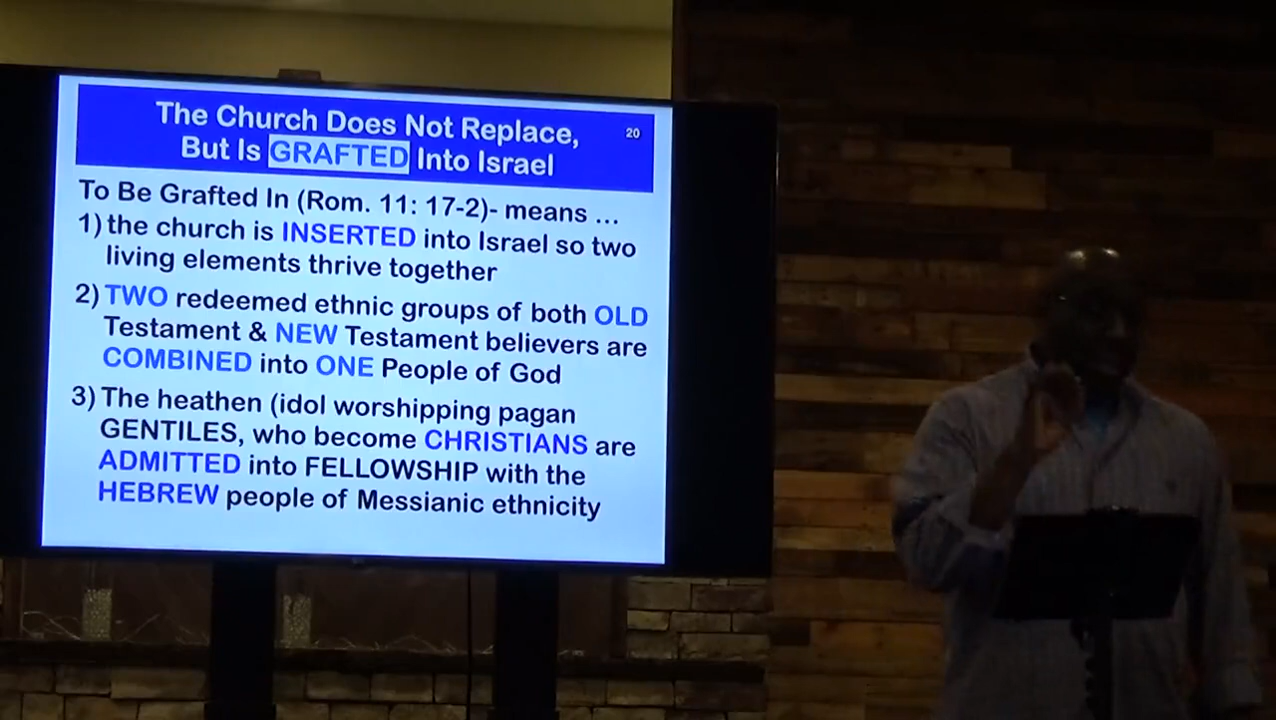 The Church Does Not Replace,
20
But Is GRAFTED Into Israel
To Be Grafted In (Rom. 11: 17-2)- means ...
1) the church is INSERTED into Israel so two
living elements thrive together
2) TWO redeemed ethnic groups of both OLD
Testament & NEW Testament believers are
COMBINED into ONE People of God
3) The heathen (idol worshipping pagan
GENTILES, who become CHRISTIANS are
ADMITTED into FELLOWSHIP with the
HEBREW people of Messianic ethnicity